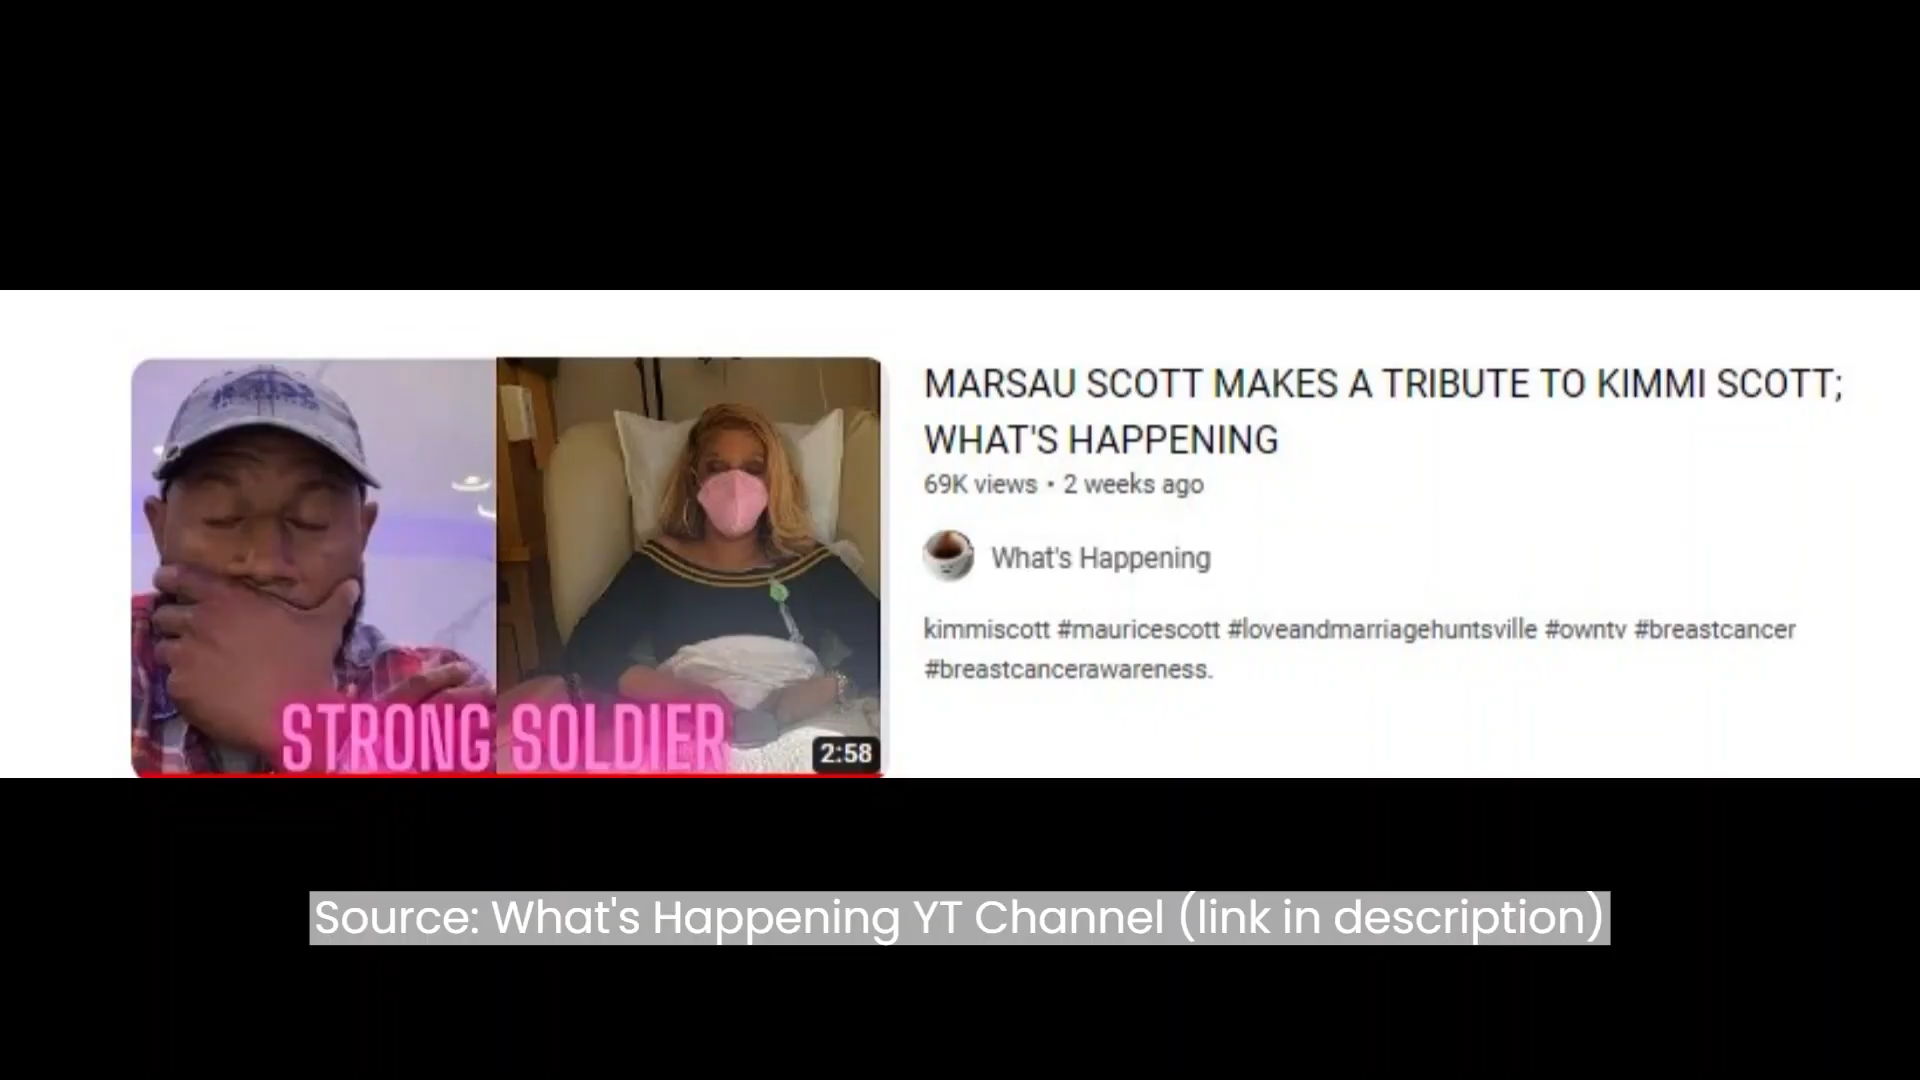 MARSAU SCOTT MAKES A TRIBUTE TO KIMMI SCOTT;
WHAT'S HAPPENING
69K views • 2 weeks ago
What's Happening
kimmiscott #mauricescott #loveandmarriagehuntsville #owntv #breastcancer
#breastcancerawareness.
STRONG SOLDIER
2:58
Source: What's Happening YT Channel (link in description)